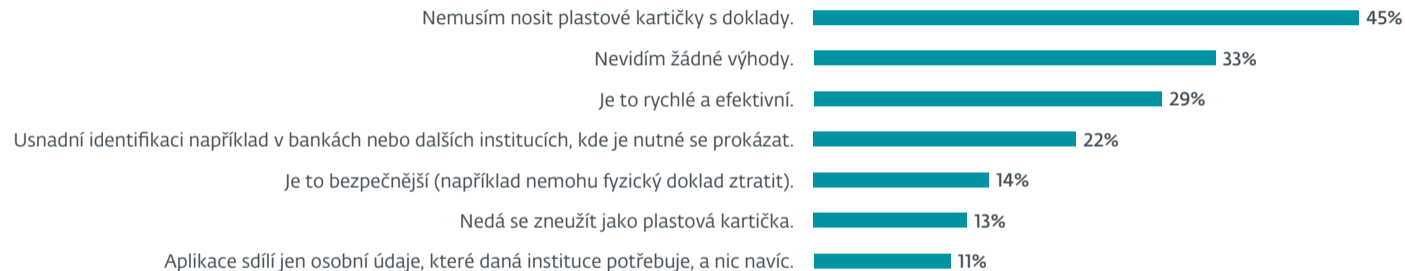 Nemusím nosit plastové kartičky s doklady. 45%
Nevidím žádné výhody. 33%
Je to rychlé a efektivní. 29%
Usnadní identifikaci například v bankách nebo dalších institucích, kde je nutné se prokázat. 22%
Je to bezpečnější (například nemohu fyzický doklad ztratit). 14%
Nedá se zneužít jako plastová kartička. 13%
Aplikace sdílí jen osobní údaje, které daná instituce potřebuje, a nic navíc. 11%